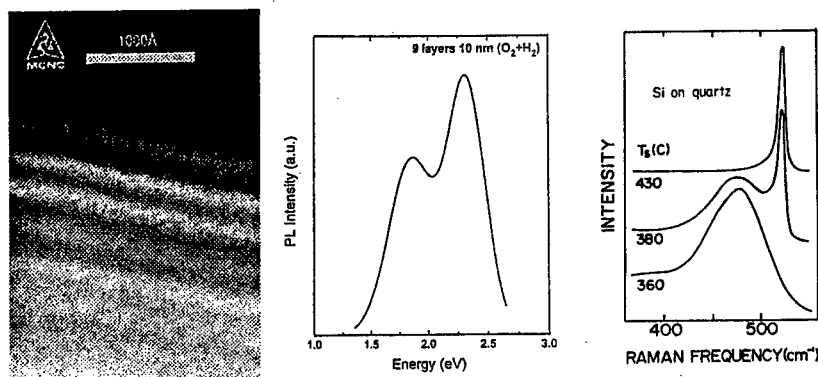 1000Å
MCNC
9 layers 10 nm (O₂+H₂)
PL Intensity (a.u.)
1.0 1.5 2.0 2.5 3.0
Energy (eV)
Si on quartz
Tₛ(C)
430
380
360
INTENSITY
400 500
RAMAN FREQUENCY(cm⁻¹)